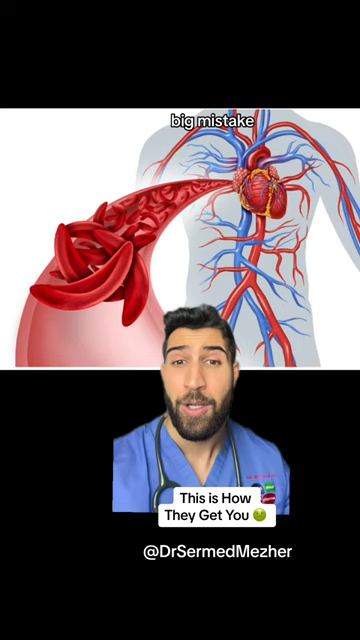 big mistake
This is How
They Get You 🤢
@DrSermedMezher